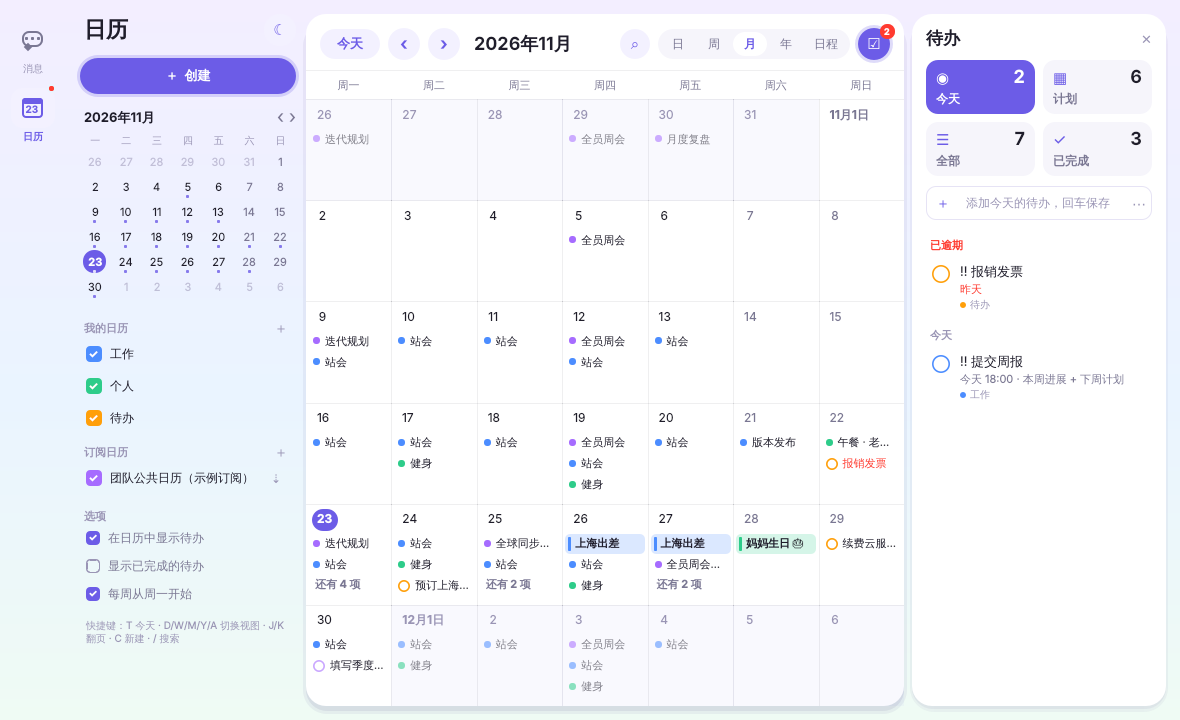 消息
23
日历
日历
+ 创建
2026年11月
一 二 三 四 五 六 日
26 27 28 29 30 31 1
2 3 4 5 6 7 8
9 10 11 12 13 14 15
16 17 18 19 20 21 22
23 24 25 26 27 28 29
30 1 2 3 4 5 6
我的日历 +
工作
个人
待办
订阅日历 +
团队公共日历（示例订阅）
选项
在日历中显示待办
显示已完成的待办
每周从周一开始
快捷键：T 今天 · D/W/M/Y/A 切换视图 · J/K
翻页 · C 新建 · / 搜索
今天 2026年11月 日 周 月 年 日程 2
周一 周二 周三 周四 周五 周六 周日
26 27 28 29 30 31 11月1日
迭代规划 全员周会 月度复盘
2 3 4 5 6 7 8
全员周会
9 10 11 12 13 14 15
迭代规划 站会 站会 全员周会 站会
站会 站会
16 17 18 19 20 21 22
站会 站会 站会 全员周会 站会 版本发布 午餐 · 老...
健身 站会 报销发票
健身
23 24 25 26 27 28 29
迭代规划 站会 全球同步... 上海出差 上海出差 妈妈生日🎂 续费云服...
站会 健身 站会 站会 全员周会...
还有 4 项 预订上海... 还有 2 项 健身 还有 2 项
30 12月1日 2 3 4 5 6
站会 站会 站会 全员周会 站会
填写季度... 健身 站会
健身
待办 ×
2 6
今天 计划
7 3
全部 已完成
+ 添加今天的待办，回车保存 ···
已逾期
!! 报销发票
昨天
待办
今天
!! 提交周报
今天 18:00 · 本周进展 + 下周计划
工作